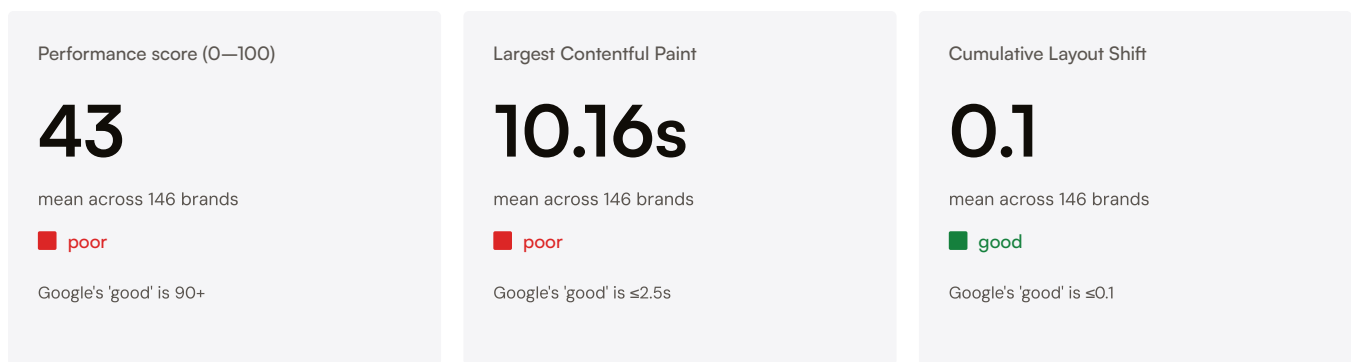 Performance score (0—100)
43
mean across 146 brands
poor
Google's 'good' is 90+
Largest Contentful Paint
10.16s
mean across 146 brands
poor
Google's 'good' is ≤2.5s
Cumulative Layout Shift
0.1
mean across 146 brands
good
Google's 'good' is ≤0.1